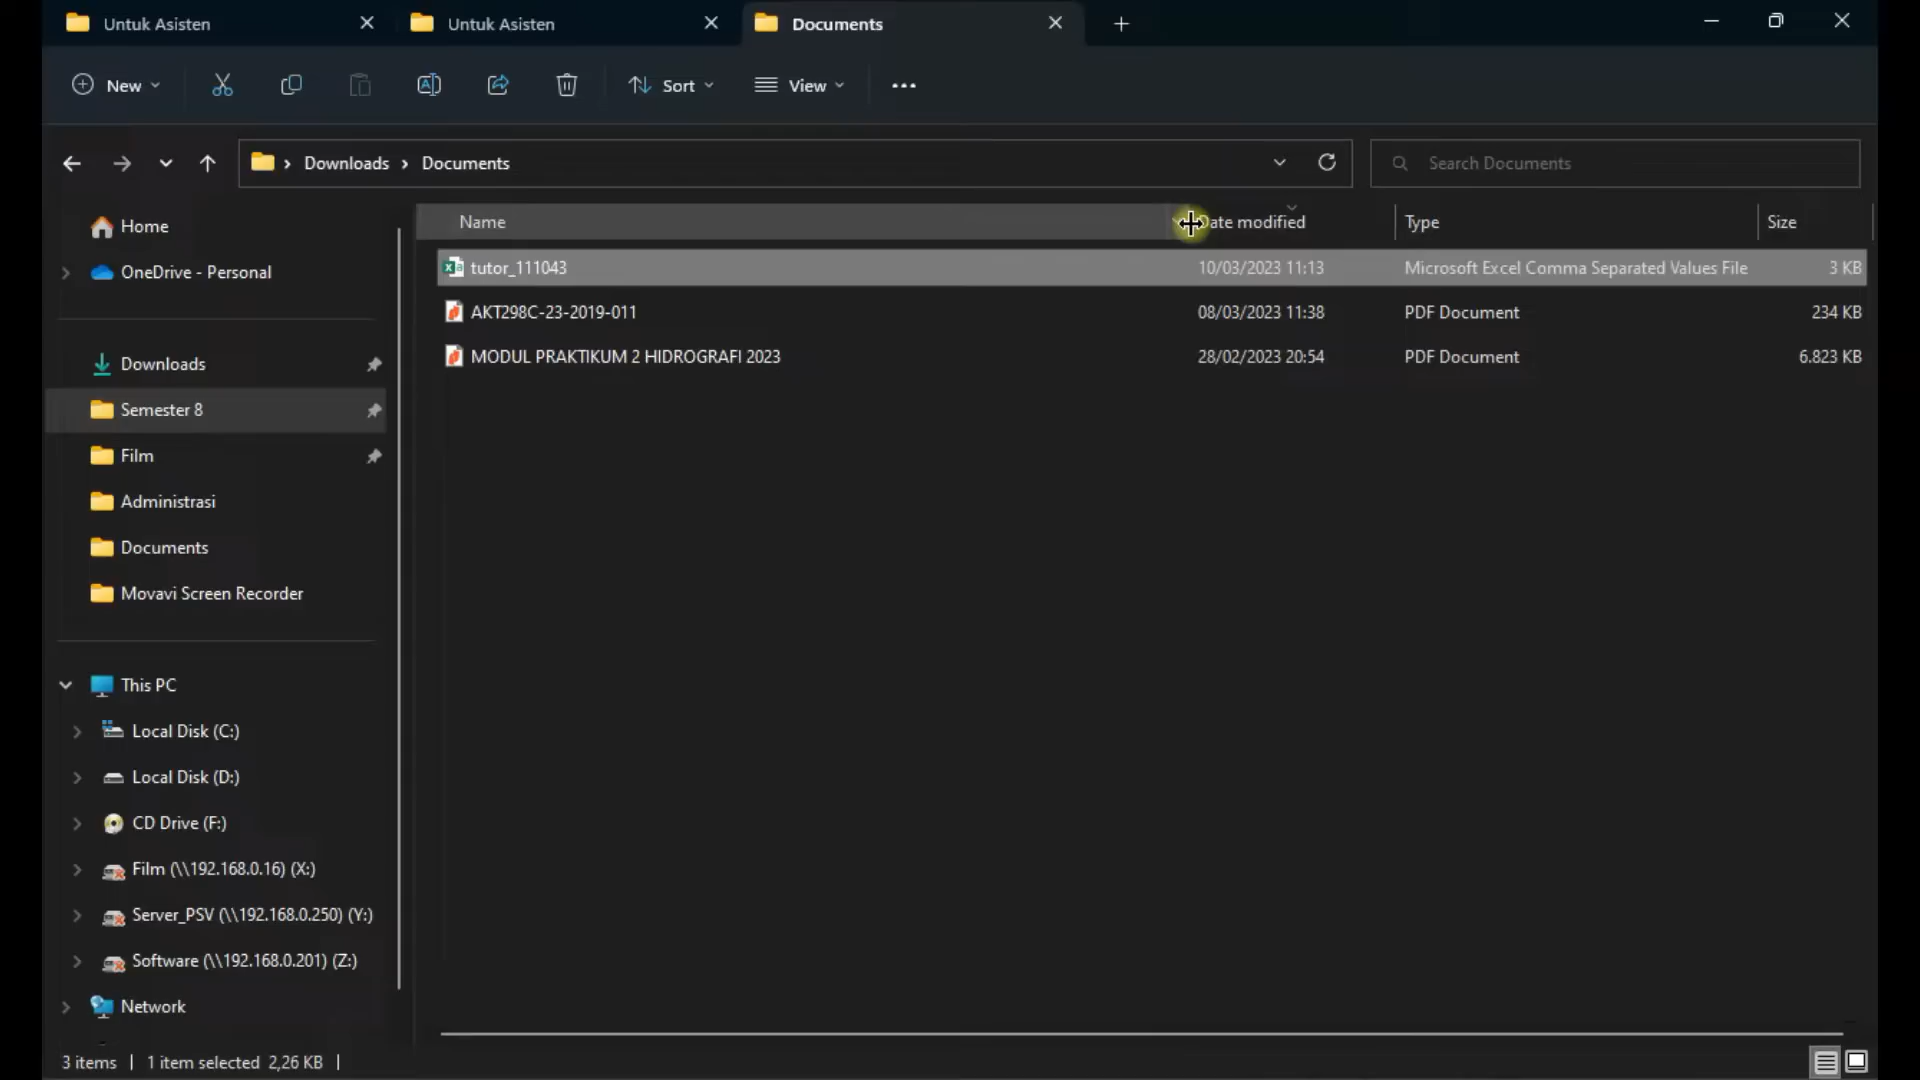 Untuk Asisten
Untuk Asisten
Documents
New
Sort
View
Downloads
Documents
Search Documents
Name
Date modified
Type
Size
Home
OneDrive - Personal
Downloads
Semester 8
Film
Administrasi
Documents
Movavi Screen Recorder
This PC
Local Disk (C:)
Local Disk (D:)
CD Drive (F:)
Film (\\192.168.0.16) (X:)
Server_PSV (\\192.168.0.250) (Y:)
Software (\\192.168.0.201) (Z:)
Network
tutor_111043 10/03/2023 11:13 Microsoft Excel Comma Separated Values File 3 KB
AKT298C-23-2019-011 08/03/2023 11:38 PDF Document 234 KB
MODUL PRAKTIKUM 2 HIDROGRAFI 2023 28/02/2023 20:54 PDF Document 6.823 KB
3 items 1 item selected 2,26 KB